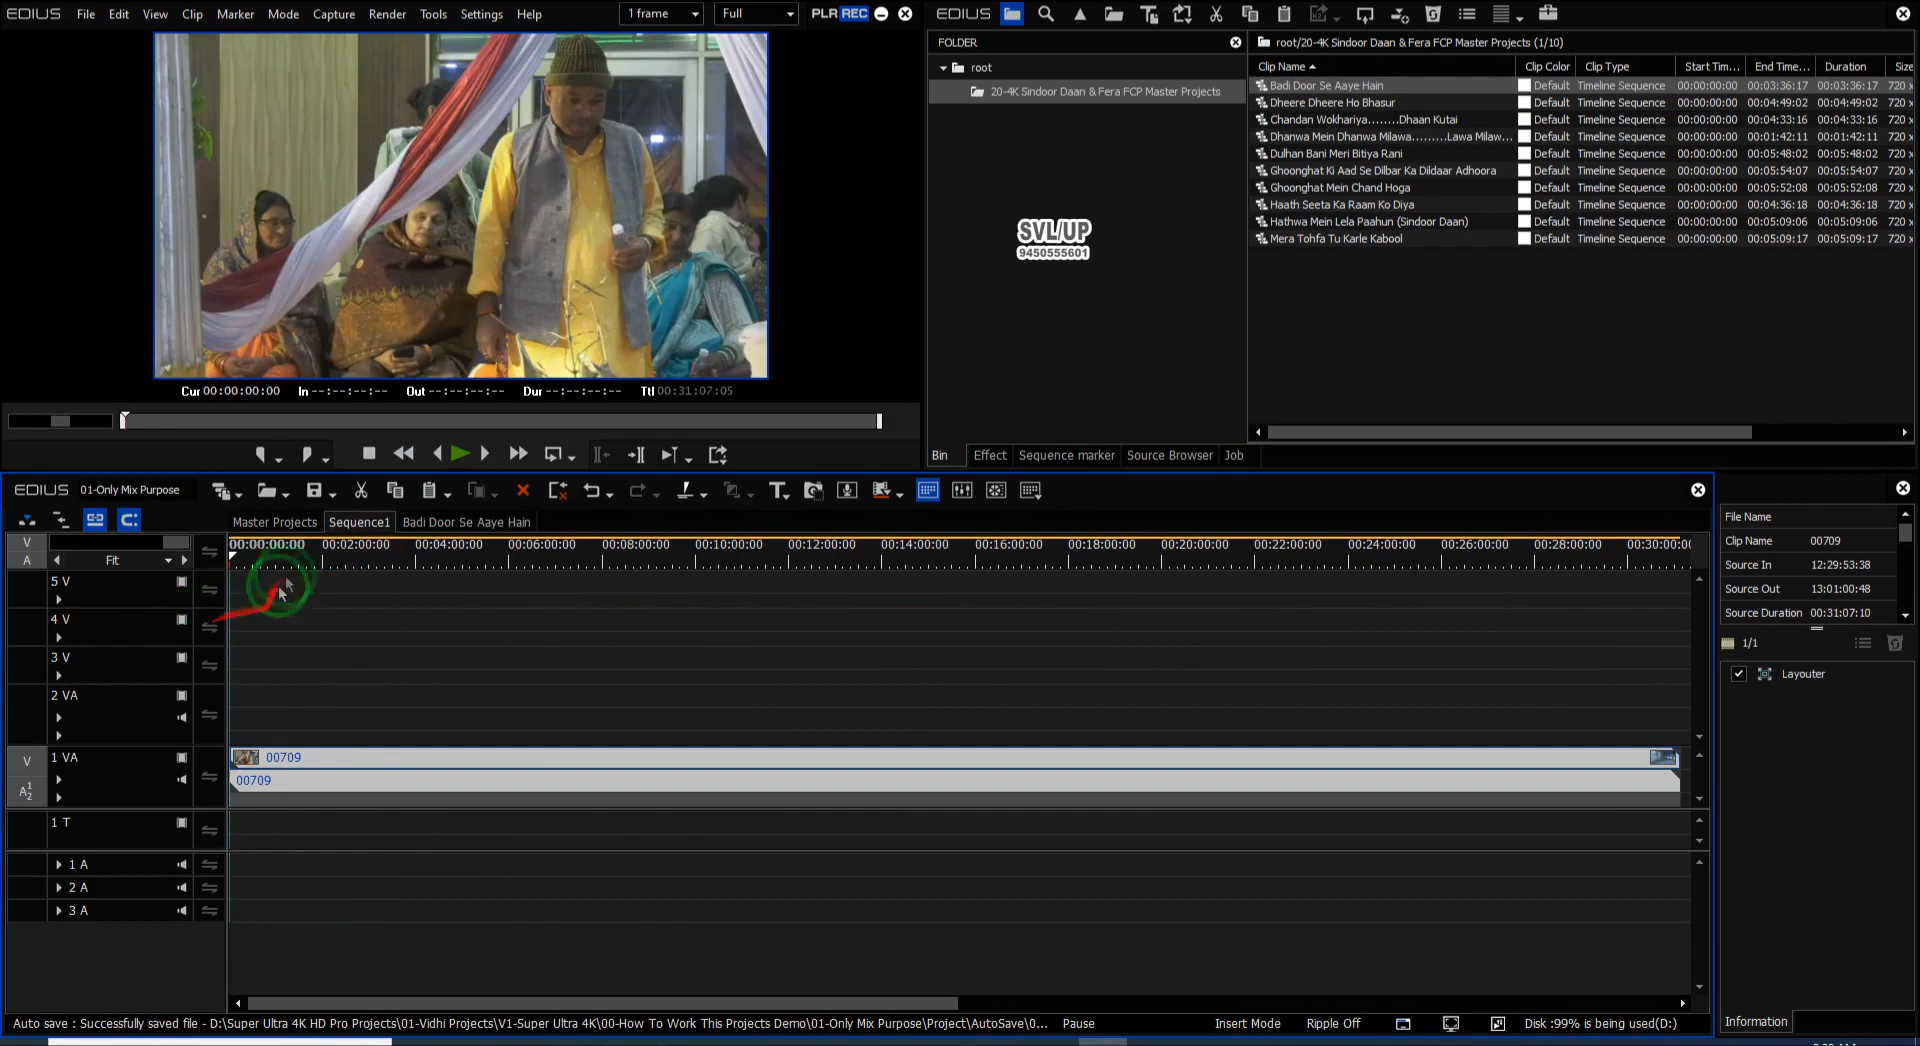 EDIUS File Edit View Clip Marker Mode Capture Render Tools Settings Help 1 frame Full PLR REC
Cur 00:00:00:00 In --:--:--:-- Out --:--:--:-- Dur --:--:--:-- Ttl 00:31:07:05
EDIUS
FOLDER
root
20-4K Sindoor Daan & Fera FCP Master Projects
SVL/UP
9450555601
root/20-4K Sindoor Daan & Fera FCP Master Projects (1/10)
Clip Name Clip Color Clip Type Start Tim... End Time... Duration Size
Badi Door Se Aaye Hain Default Timeline Sequence 00:00:00:00 00:03:36:17 00:03:36:17 720 x
Dheere Dheere Ho Bhasur Default Timeline Sequence 00:00:00:00 00:04:49:02 00:04:49:02 720 x
Chandan Wokhariya........Dhaan Kutai Default Timeline Sequence 00:00:00:00 00:04:33:16 00:04:33:16 720 x
Dhanwa Mein Dhanwa Milawa.........Lawa Milaw... Default Timeline Sequence 00:00:00:00 00:01:42:11 00:01:42:11 720 x
Dulhan Bani Meri Bitiya Rani Default Timeline Sequence 00:00:00:00 00:05:48:02 00:05:48:02 720 x
Ghoonghat Ki Aad Se Dilbar Ka Dildaar Adhoora Default Timeline Sequence 00:00:00:00 00:05:54:07 00:05:54:07 720 x
Ghoonghat Mein Chand Hoga Default Timeline Sequence 00:00:00:00 00:05:52:08 00:05:52:08 720 x
Haath Seeta Ka Raam Ko Diya Default Timeline Sequence 00:00:00:00 00:04:36:18 00:04:36:18 720 x
Hathwa Mein Lela Paahun (Sindoor Daan) Default Timeline Sequence 00:00:00:00 00:05:09:06 00:05:09:06 720 x
Mera Tohfa Tu Karle Kabool Default Timeline Sequence 00:00:00:00 00:05:09:17 00:05:09:17 720 x
Bin Effect Sequence marker Source Browser Job
EDIUS 01-Only Mix Purpose
Master Projects Sequence1 Badi Door Se Aaye Hain
V 00:00:00:00 00:02:00:00 00:04:00:00 00:06:00:00 00:08:00:00 00:10:00:00 00:12:00:00 00:14:00:00 00:16:00:00 00:18:00:00 00:20:00:00 00:22:00:00 00:24:00:00 00:26:00:00 00:28:00:00 00:30:00:0
A Fit
5 V
4 V
3 V
2 VA
V 1 VA 00709
A 1 2 00709
1 T
1 A
2 A
3 A
File Name
Clip Name 00709
Source In 12:29:53:38
Source Out 13:01:00:48
Source Duration 00:31:07:10
1/1
Layouter
Information
Auto save : Successfully saved file - D:\Super Ultra 4K HD Pro Projects\01-Vidhi Projects\V1-Super Ultra 4K\00-How To Work This Projects Demo\01-Only Mix Purpose\Project\AutoSave\0... Pause Insert Mode Ripple Off Disk :99% is being used(D:)